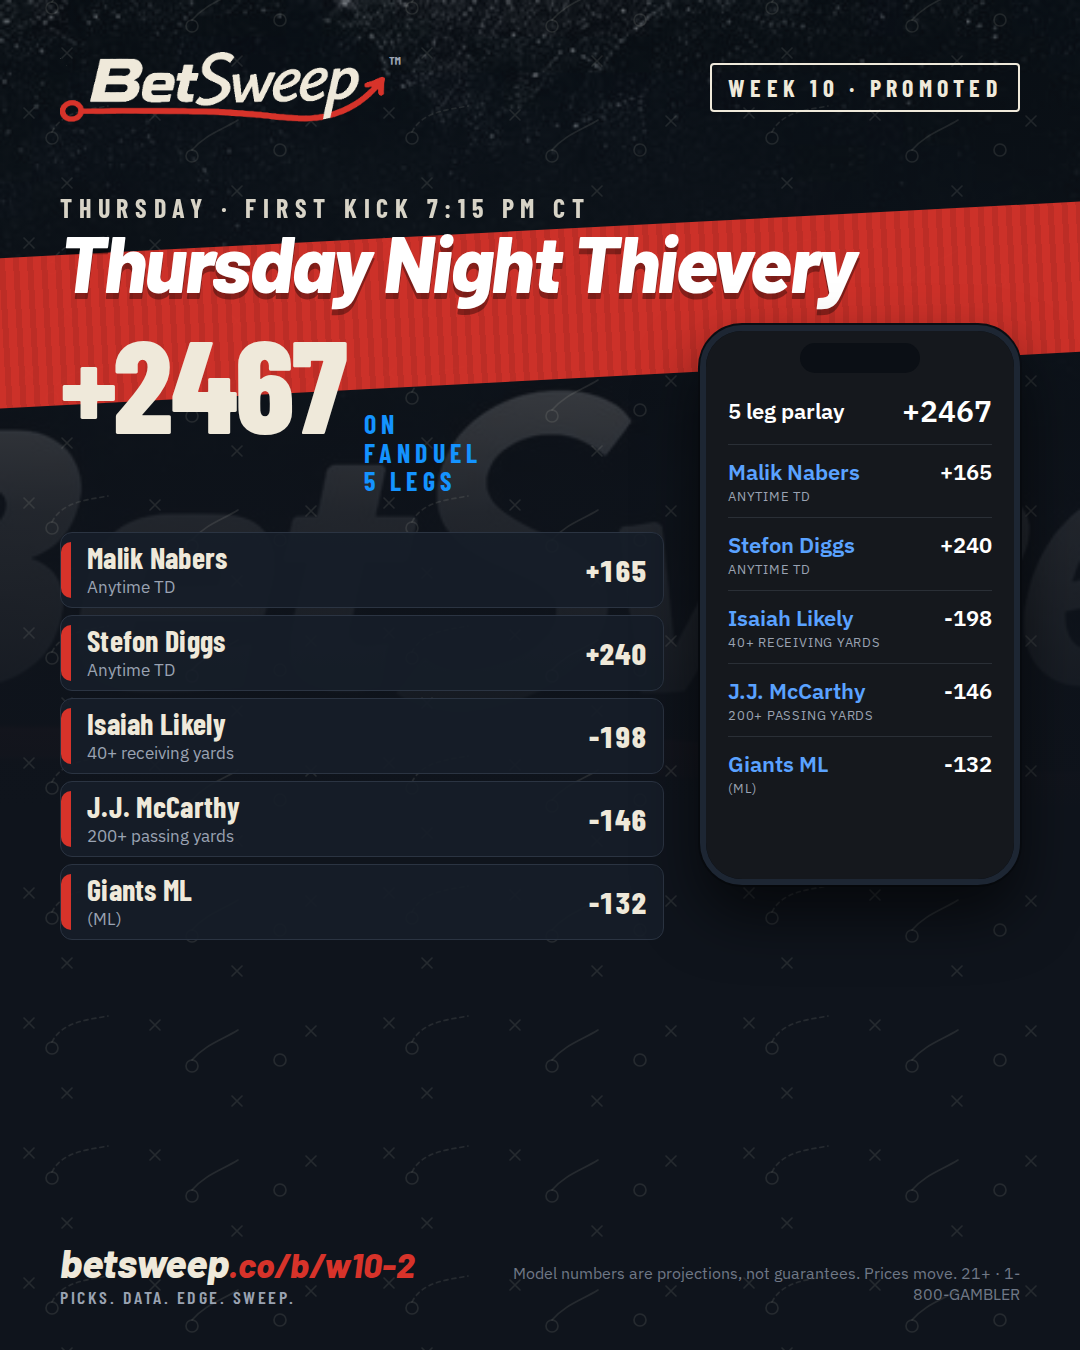 BetSweep™
WEEK 10 · PROMOTED
THURSDAY · FIRST KICK 7:15 PM CT
Thursday Night Thievery
+2467
ON
FANDUEL
5 LEGS
Malik Nabers
Anytime TD
+165
Stefon Diggs
Anytime TD
+240
Isaiah Likely
40+ receiving yards
-198
J.J. McCarthy
200+ passing yards
-146
Giants ML
(ML)
-132
5 leg parlay +2467
Malik Nabers +165
ANYTIME TD
Stefon Diggs +240
ANYTIME TD
Isaiah Likely -198
40+ RECEIVING YARDS
J.J. McCarthy -146
200+ PASSING YARDS
Giants ML -132
(ML)
betsweep.co/b/w10-2
PICKS. DATA. EDGE. SWEEP.
Model numbers are projections, not guarantees. Prices move. 21+ · 1-
800-GAMBLER